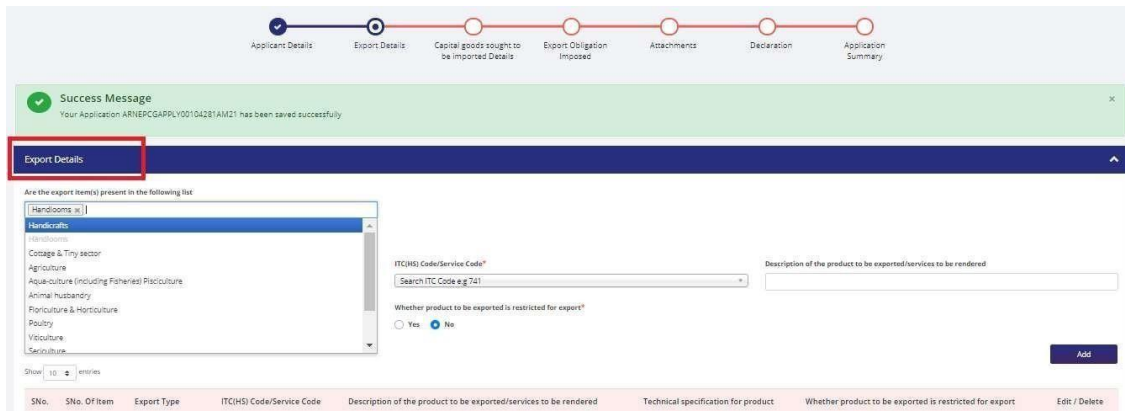 Applicant Details
Export Details
Capital goods sought to
be imported Details
Export Obligation
Imposed
Attachments
Declaration
Application
Summary
Success Message
Your Application ARNEPCGAPPLY00104281AM21 has been saved successfully
Export Details
Are the export item(s) present in the following list
Handlooms
Handicrafts
Handlooms
Cottage & Tiny sector
Agriculture
Aqua-culture (including Fisheries) Pisciculture
Animal husbandry
Floriculture & Horticulture
Poultry
Viticulture
Sericulture
ITC(HS) Code/Service Code*
Search ITC Code e.g 741
Description of the product to be exported/services to be rendered
Whether product to be exported is restricted for export*
Yes No
Add
Show 10 entries
SNo. SNo. Of Item Export Type ITC(HS) Code/Service Code Description of the product to be exported/services to be rendered Technical specification for product Whether product to be exported is restricted for export Edit / Delete